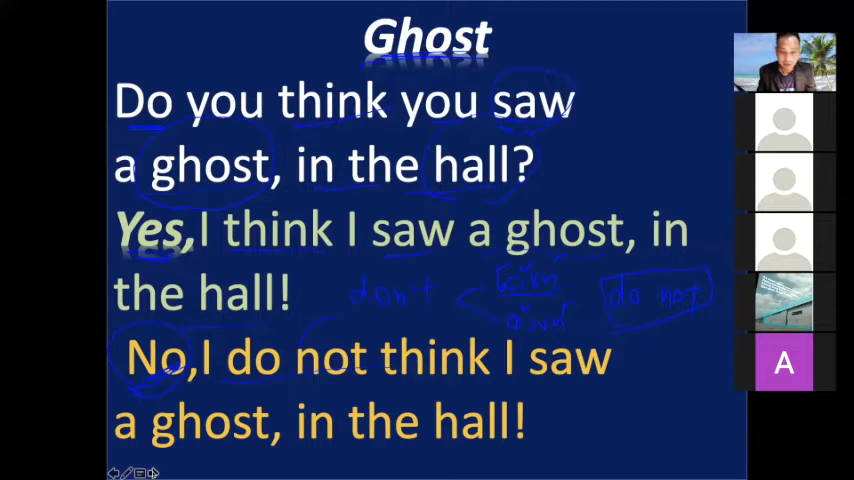 Ghost
Do you think you saw
a ghost, in the hall?
Yes,I think I saw a ghost, in
the hall!
don't < do not
No,I do not think I saw
a ghost, in the hall!
A